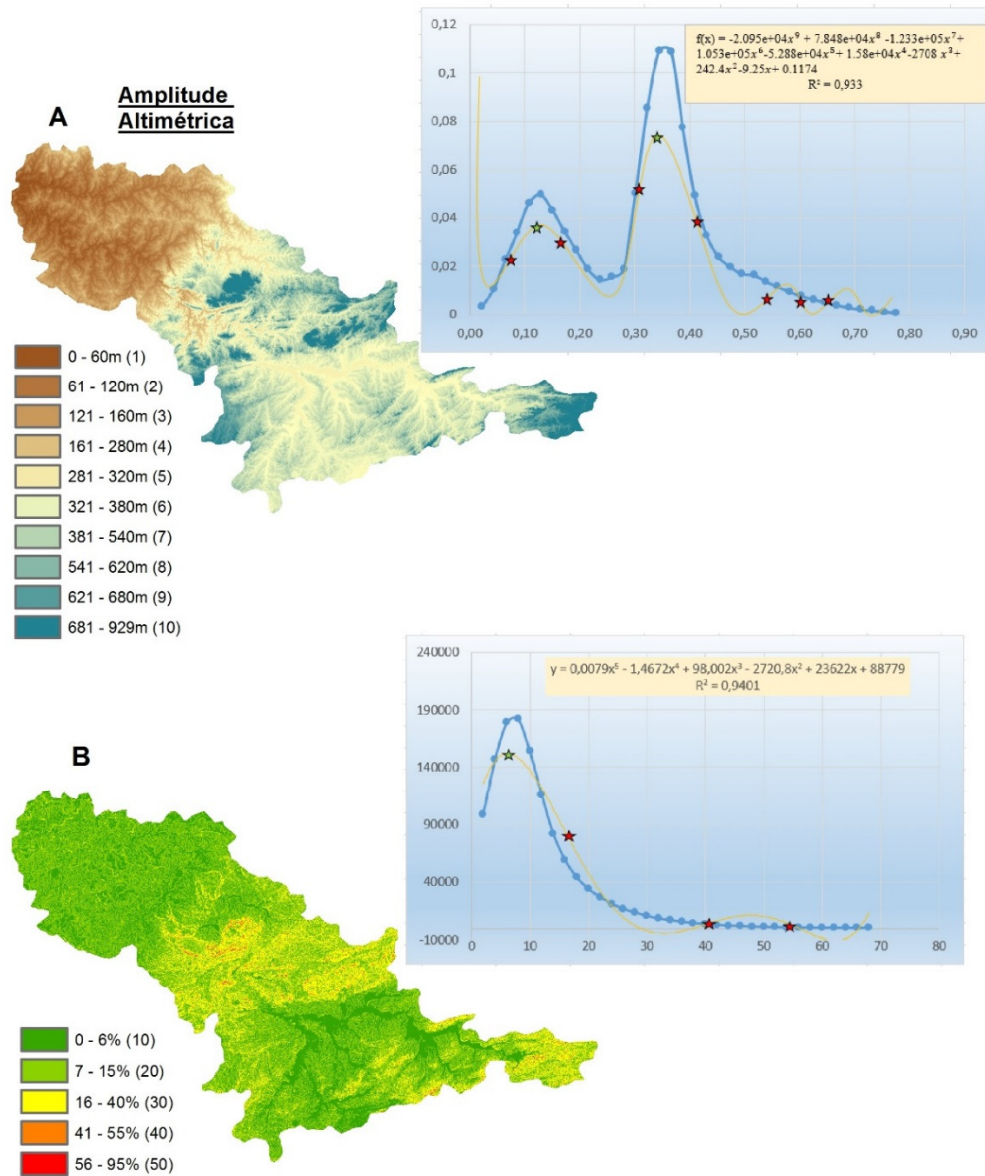 A
Amplitude
Altimétrica
0 - 60m (1)
61 - 120m (2)
121 - 160m (3)
161 - 280m (4)
281 - 320m (5)
321 - 380m (6)
381 - 540m (7)
541 - 620m (8)
621 - 680m (9)
681 - 929m (10)
f(x) = -2.095e+04x⁹ + 7.848e+04x⁸ -1.233e+05x⁷+
1.053e+05x⁶-5.288e+04x⁵+ 1.58e+04x⁴-2708 x³+
242.4x²-9.25x+ 0.1174
R² = 0,933
0,12
0,1
0,08
0,06
0,04
0,02
0
0,00 0,10 0,20 0,30 0,40 0,50 0,60 0,70 0,80 0,90
B
0 - 6% (10)
7 - 15% (20)
16 - 40% (30)
41 - 55% (40)
56 - 95% (50)
y = 0,0079x⁵ - 1,4672x⁴ + 98,002x³ - 2720,8x² + 23622x + 88779
R² = 0,9401
240000
190000
140000
90000
40000
-10000
0 10 20 30 40 50 60 70 80